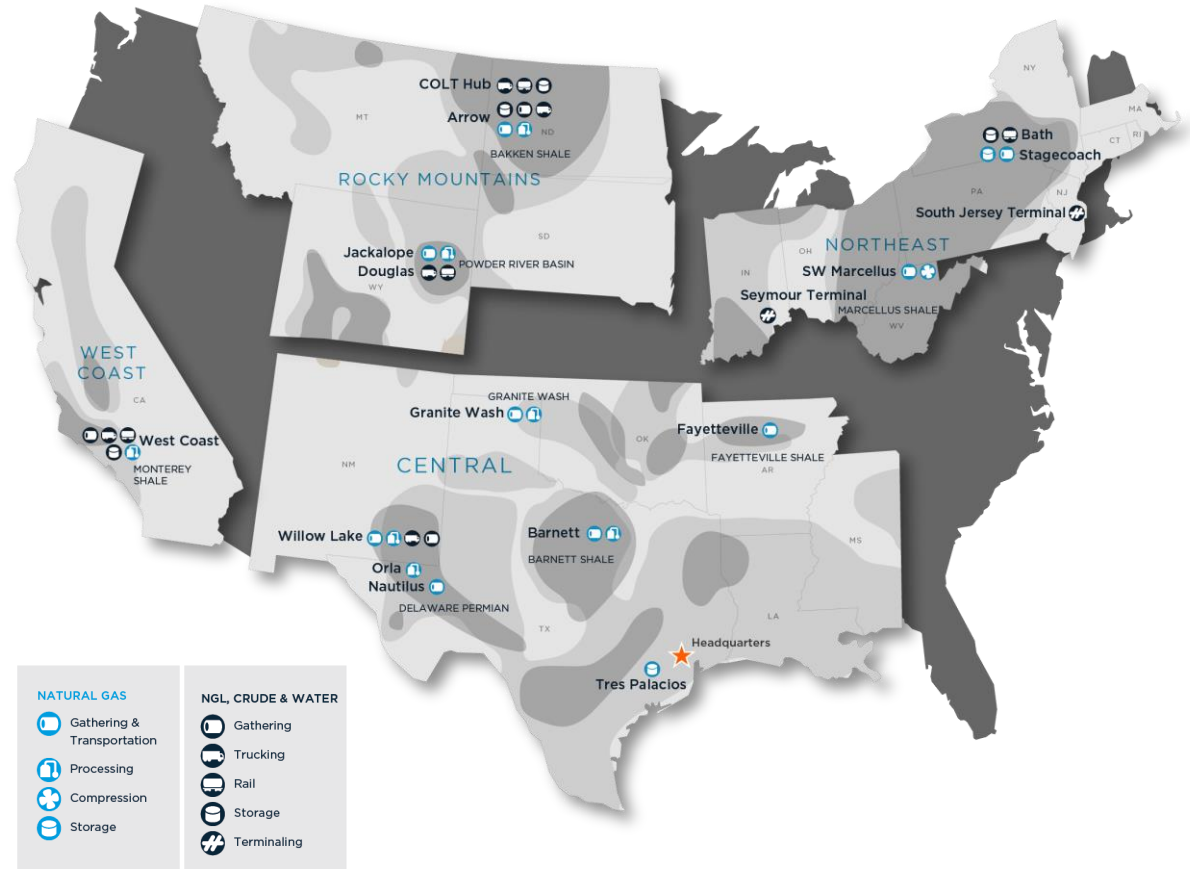 COLT Hub
Arrow
MT
ND
BAKKEN SHALE
ROCKY MOUNTAINS
SD
Jackalope
POWDER RIVER BASIN
Douglas
WY
NY
MA
Bath
CT
RI
Stagecoach
PA
NJ
South Jersey Terminal
OH
NORTHEAST
IN
SW Marcellus
Seymour Terminal
MARCELLUS SHALE
WV
WEST
COAST
CA
West Coast
MONTEREY
SHALE
GRANITE WASH
Granite Wash
OK
Fayetteville
FAYETTEVILLE SHALE
AR
NM
CENTRAL
Willow Lake
Barnett
MS
BARNETT SHALE
Orla
Nautilus
DELAWARE PERMIAN
TX
LA
Headquarters
Tres Palacios
NATURAL GAS
Gathering &
Transportation
Processing
Compression
Storage
NGL, CRUDE & WATER
Gathering
Trucking
Rail
Storage
Terminaling